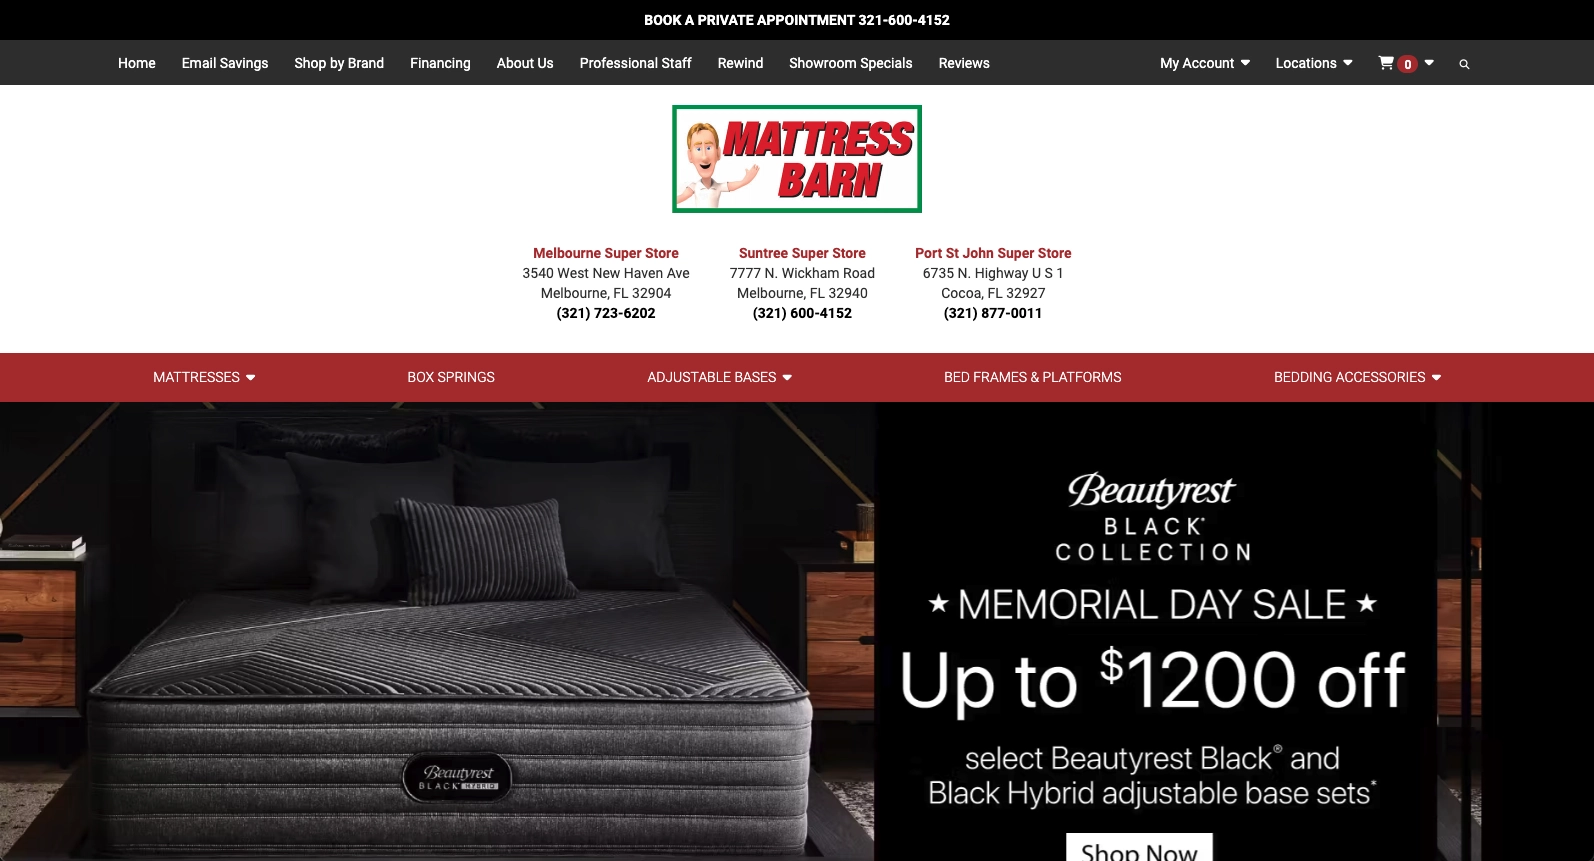 BOOK A PRIVATE APPOINTMENT 321-600-4152
Home Email Savings Shop by Brand Financing About Us Professional Staff Rewind Showroom Specials Reviews My Account Locations 0
MATTRESS
BARN
Melbourne Super Store
3540 West New Haven Ave
Melbourne, FL 32904
(321) 723-6202
Suntree Super Store
7777 N. Wickham Road
Melbourne, FL 32940
(321) 600-4152
Port St John Super Store
6735 N. Highway U S 1
Cocoa, FL 32927
(321) 877-0011
MATTRESSES BOX SPRINGS ADJUSTABLE BASES BED FRAMES & PLATFORMS BEDDING ACCESSORIES
Beautyrest
BLACK HYBRID
Beautyrest
BLACK®
COLLECTION
★ MEMORIAL DAY SALE ★
Up to $1200 off
select Beautyrest Black® and
Black Hybrid adjustable base sets*
Shop Now